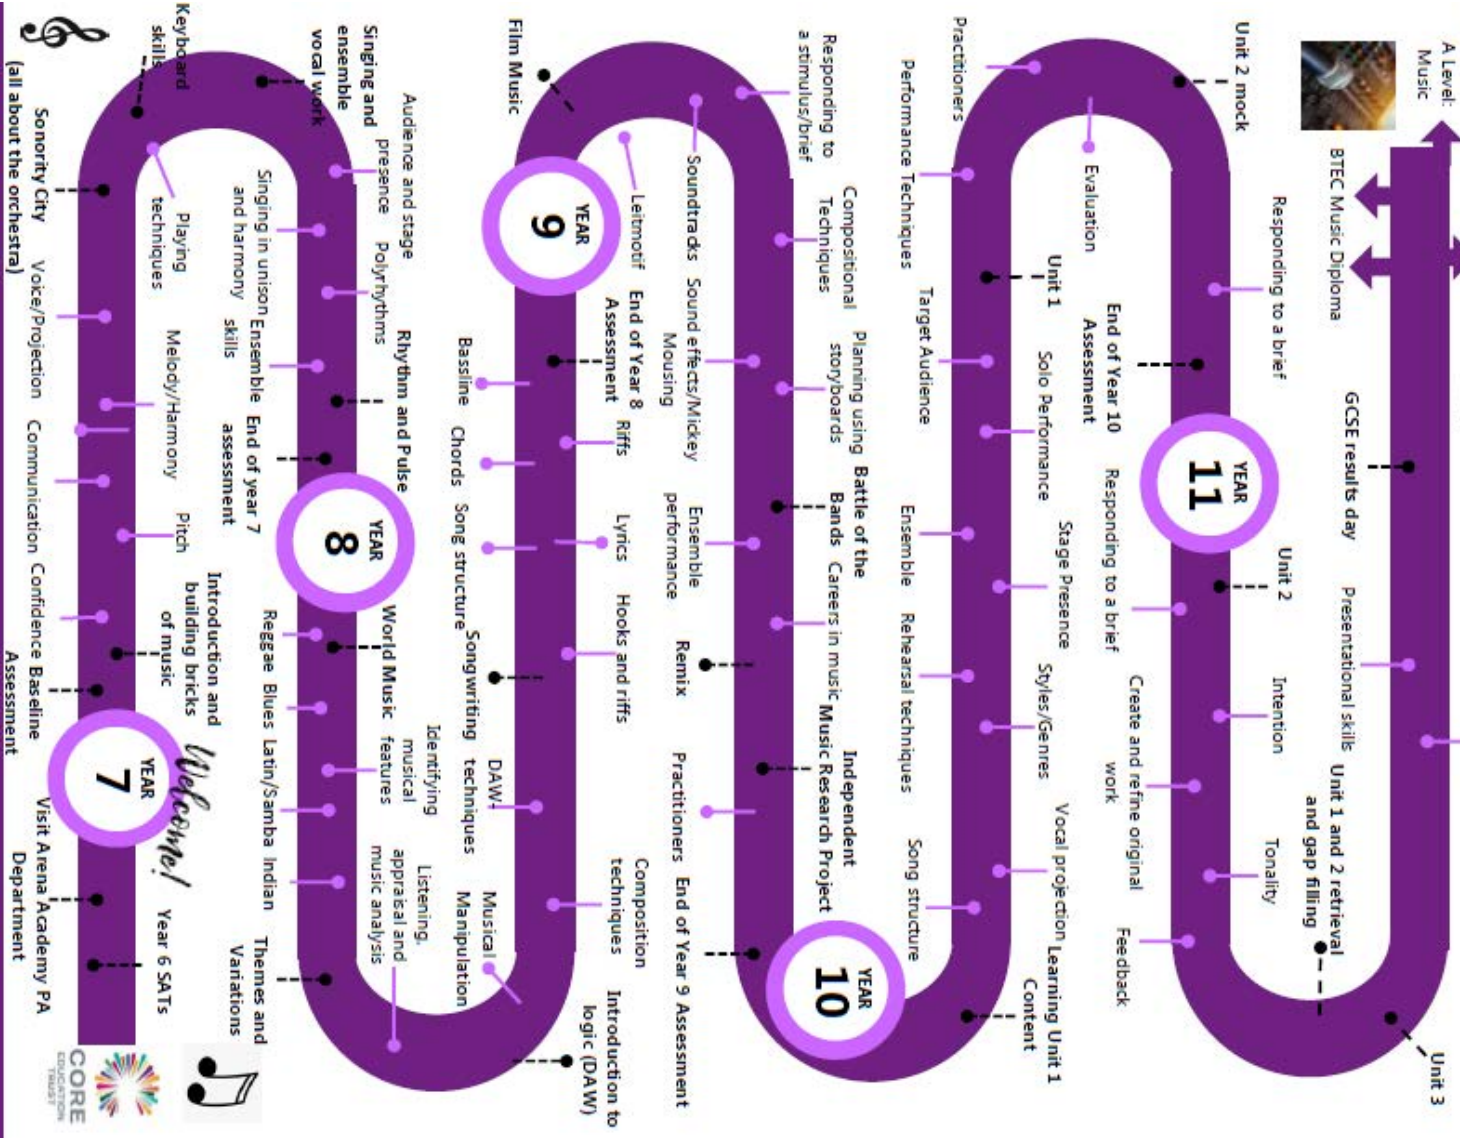 A Level:
Music
BTEC Music Diploma
GCSE results day
Presentational skills
Unit 1 and 2 retrieval
and gap filling
Unit 3
Unit 2 mock
Responding to a brief
End of Year 10
Assessment
YEAR
11
Unit 2
Responding to a brief
Intention
Create and refine original
work
Tonality
Feedback
Practitioners
Evaluation
Performance Techniques
Unit 1
Target Audience
Solo Performance
Ensemble
Stage Presence
Rehearsal techniques
Styles/Genres
Song structure
Vocal projection
Learning Unit 1
Content
Responding to
a stimulus/brief
Compositional
Techniques
Soundtracks
Sound effects/Mickey
Mousing
Planning using
storyboards
Battle of the
Bands
Ensemble
performance
Careers in music
Remix
Independent
Music Research Project
Practitioners
End of Year 9 Assessment
YEAR
10
Film Music
YEAR
9
Leitmotif
End of Year 8
Assessment
Bassline
Riffs
Chords
Lyrics
Song structure
Hooks and riffs
Songwriting
DAW-
techniques
Composition
techniques
Musical
Manipulation
Introduction to
logic (DAW)
Singing and
ensemble
vocal work
Audience and stage
presence
Singing in unison
and harmony
Polyrhythms
Ensemble
skills
Rhythm and Pulse
End of year 7
assessment
YEAR
8
World Music
Reggae
Blues
Identifying
musical
features
Latin/Samba
Indian
Listening,
appraisal and
music analysis
Themes and
Variations
Keyboard
skills
Sonority City
(all about the orchestra)
Playing
techniques
Voice/Projection
Melody/Harmony
Communication
Pitch
Confidence
Introduction and
building bricks
of music
Baseline
Assessment
YEAR
7
Welcome!
Visit Arena Academy PA
Department
Year 6 SATs
CORE
EDUCATION
TRUST